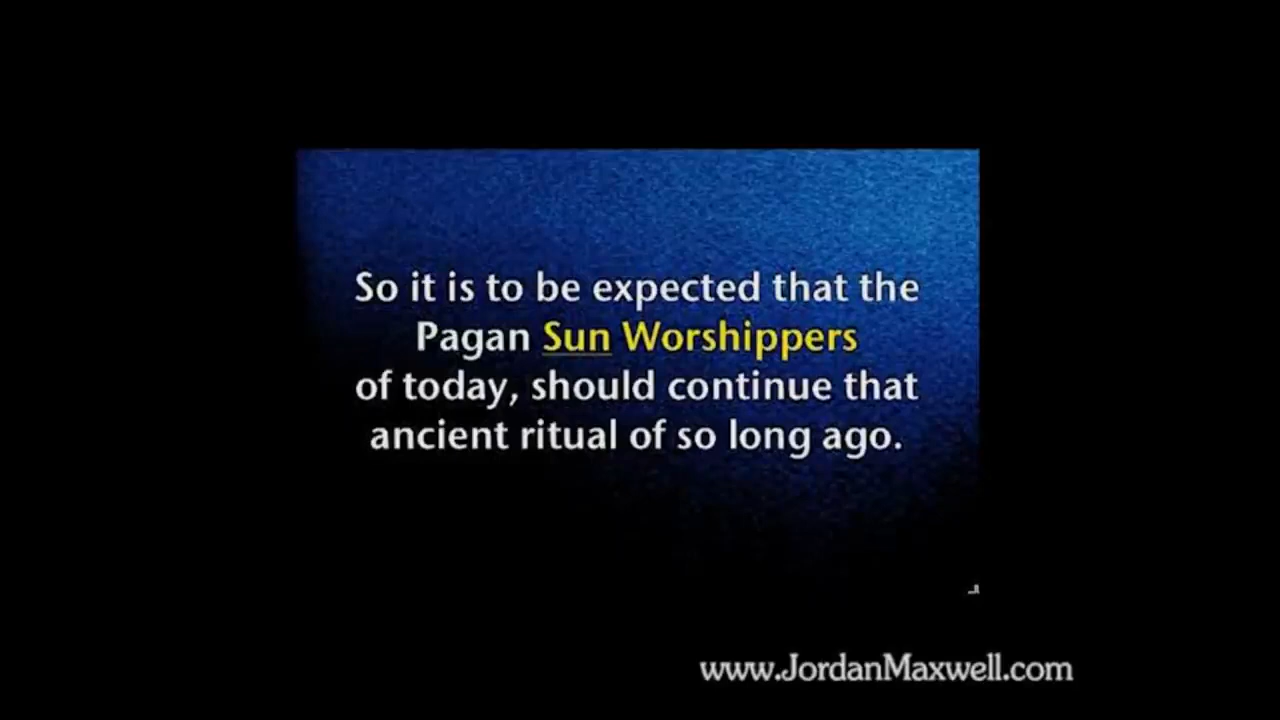 So it is to be expected that the
Pagan Sun Worshippers
of today, should continue that
ancient ritual of so long ago.
www.JordanMaxwell.com